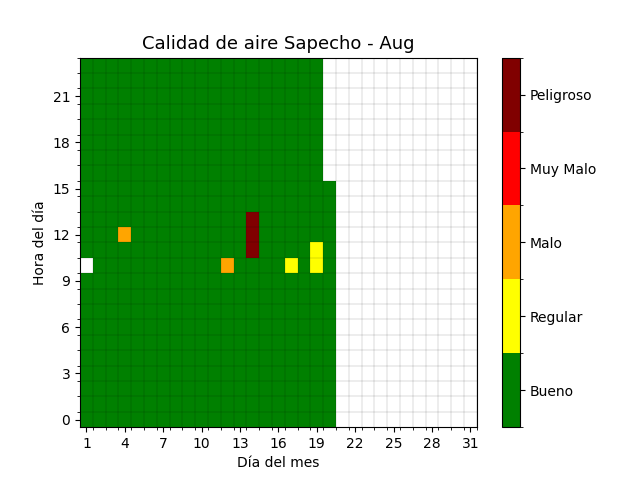 Calidad de aire Sapecho - Aug
Hora del día
21
18
15
12
9
6
3
0
1 4 7 10 13 16 19 22 25 28 31
Día del mes
Peligroso
Muy Malo
Malo
Regular
Bueno